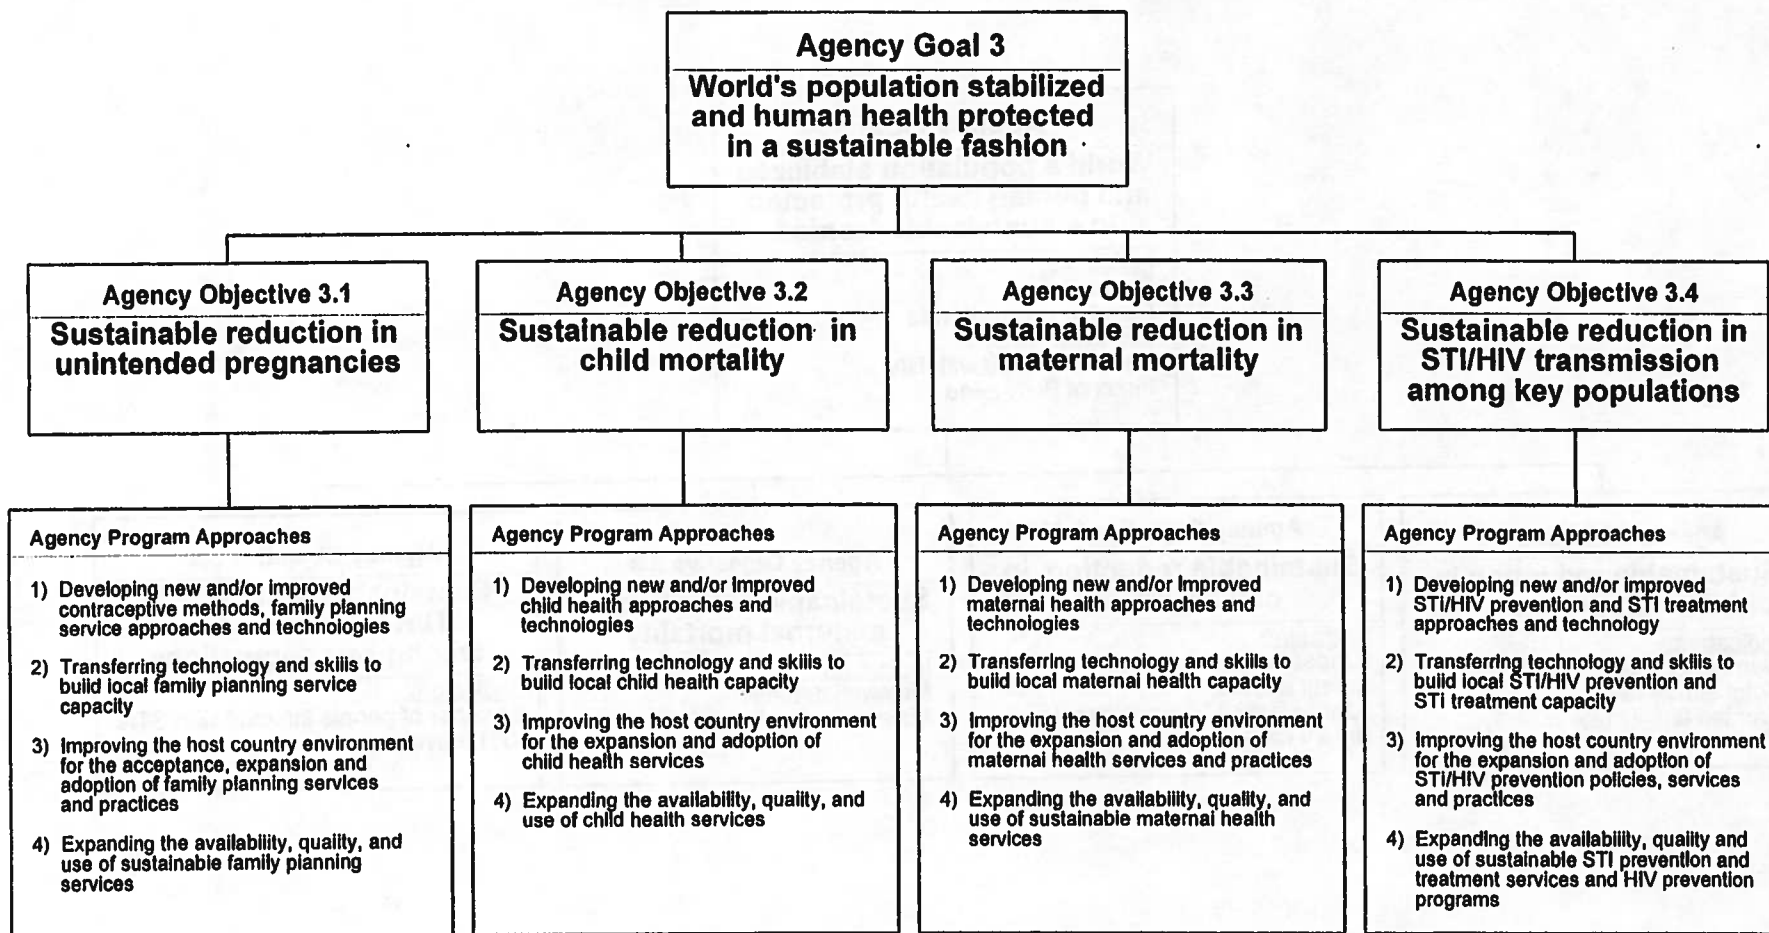 Agency Goal 3
World's population stabilized
and human health protected
in a sustainable fashion
Agency Objective 3.1
Sustainable reduction in
unintended pregnancies
Agency Objective 3.2
Sustainable reduction in
child mortality
Agency Objective 3.3
Sustainable reduction in
maternal mortality
Agency Objective 3.4
Sustainable reduction in
STI/HIV transmission
among key populations
Agency Program Approaches
1) Developing new and/or improved
contraceptive methods, family planning
service approaches and technologies
2) Transferring technology and skills to
build local family planning service
capacity
3) Improving the host country environment
for the acceptance, expansion and
adoption of family planning services
and practices
4) Expanding the availability, quality, and
use of sustainable family planning
services
Agency Program Approaches
1) Developing new and/or improved
child health approaches and
technologies
2) Transferring technology and skills to
build local child health capacity
3) Improving the host country environment
for the expansion and adoption of
child health services
4) Expanding the availability, quality, and
use of child health services
Agency Program Approaches
1) Developing new and/or improved
maternal health approaches and
technologies
2) Transferring technology and skills to
build local maternal health capacity
3) Improving the host country environment
for the expansion and adoption of
maternal health services and practices
4) Expanding the availability, quality, and
use of sustainable maternal health
services
Agency Program Approaches
1) Developing new and/or improved
STI/HIV prevention and STI treatment
approaches and technology
2) Transferring technology and skills to
build local STI/HIV prevention and
STI treatment capacity
3) Improving the host country environment
for the expansion and adoption of
STI/HIV prevention policies, services
and practices
4) Expanding the availability, quality and
use of sustainable STI prevention and
treatment services and HIV prevention
programs